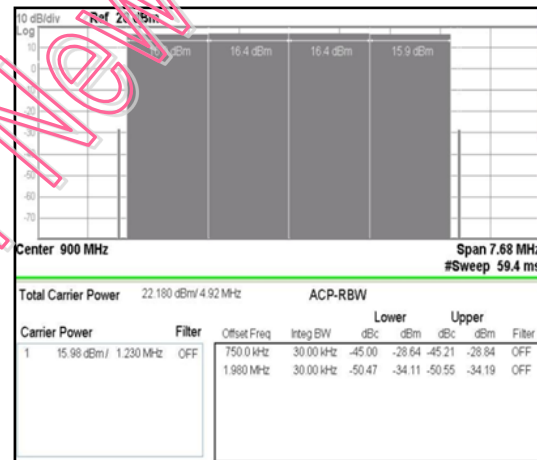 10 dB/div Ref 20 dBm
Log
16.4 dBm 16.4 dBm 15.9 dBm
10
0
-50
-60
-70
Center 900 MHz Span 7.68 MHz
#Sweep 59.4 ms
Total Carrier Power 22.180 dBm/ 4.92 MHz ACP-RBW
Lower Upper
Carrier Power Filter Offset Freq Integ BW dBc dBm dBc dBm Filter
1 15.98 dBm / 1.230 MHz OFF 750.0 kHz 30.00 kHz -45.00 -28.64 -45.21 -28.84 OFF
1.980 MHz 30.00 kHz -50.47 -34.11 -50.55 -34.19 OFF
New